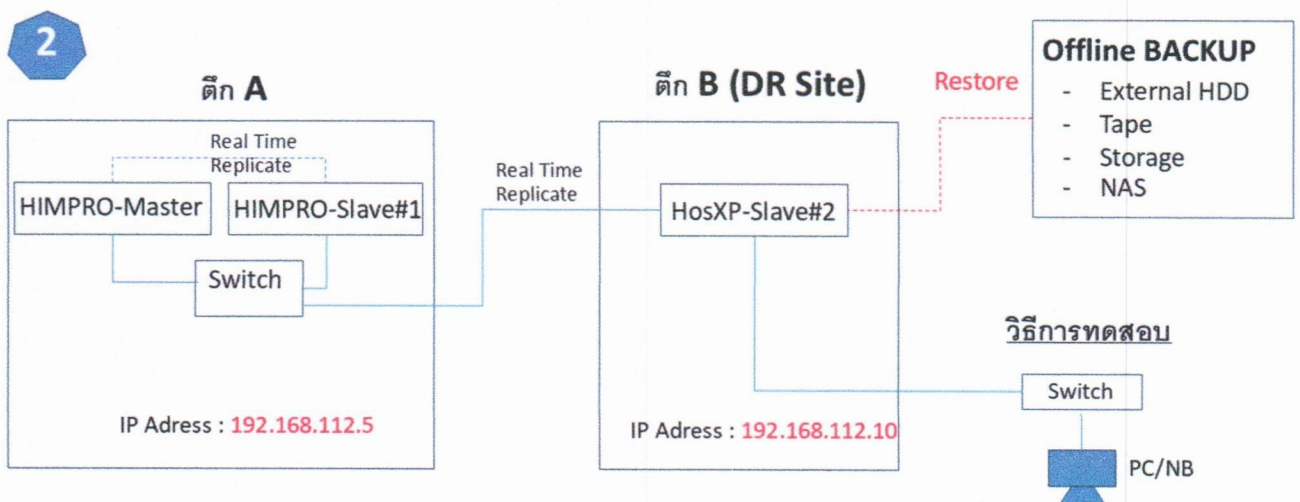 2
ตึก A
Real Time
Replicate
HIMPRO-Master
HIMPRO-Slave#1
Switch
IP Adress : 192.168.112.5
Real Time
Replicate
ตึก B (DR Site)
HosXP-Slave#2
IP Adress : 192.168.112.10
Restore
Offline BACKUP
- External HDD
- Tape
- Storage
- NAS
วิธีการทดสอบ
Switch
PC/NB